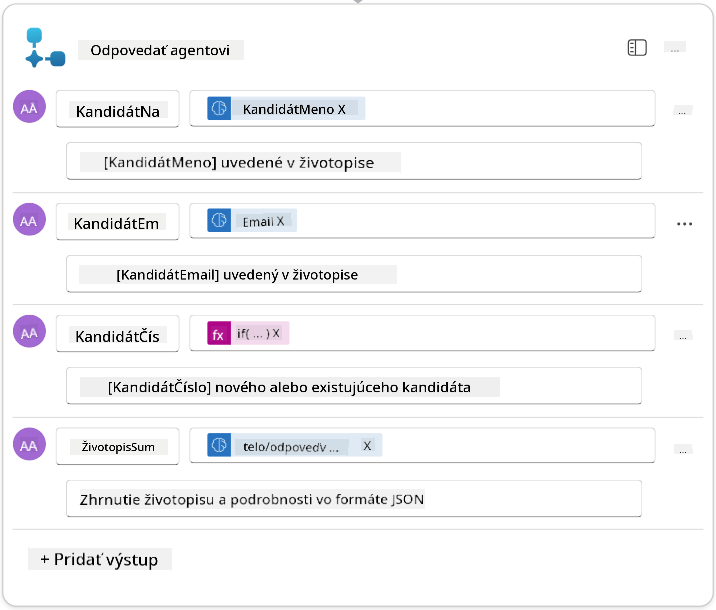 Odpovedať agentovi
...
AA KandidátNa KandidátMeno X ...
[KandidátMeno] uvedené v životopise
AA KandidátEm Email X ...
[KandidátEmail] uvedený v životopise
AA KandidátČís fx if( ... ) X ...
[KandidátČíslo] nového alebo existujúceho kandidáta
AA ŽivotopisSum telo/odpovedv ... X ...
Zhrnutie životopisu a podrobnosti vo formáte JSON
+ Pridať výstup